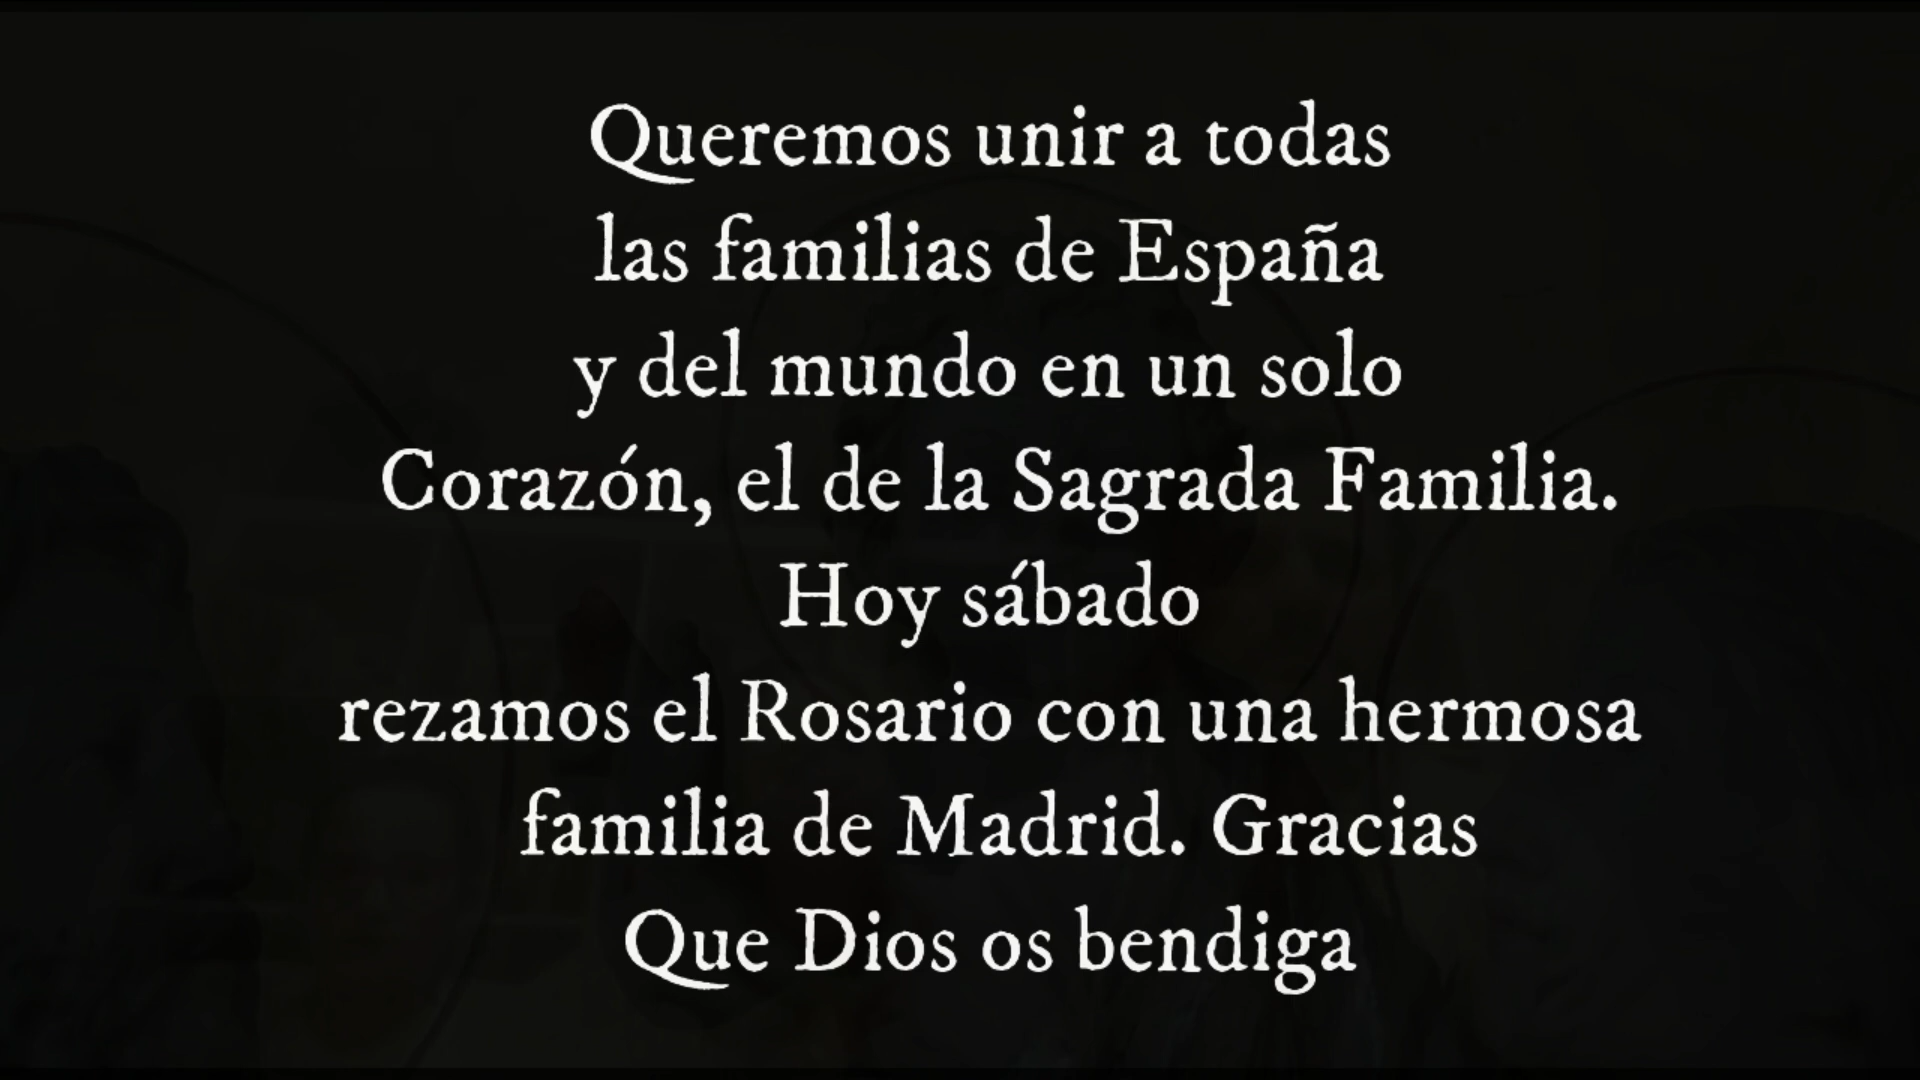 Queremos unir a todas
las familias de España
y del mundo en un solo
Corazón, el de la Sagrada Familia.
Hoy sábado
rezamos el Rosario con una hermosa
familia de Madrid. Gracias
Que Dios os bendiga